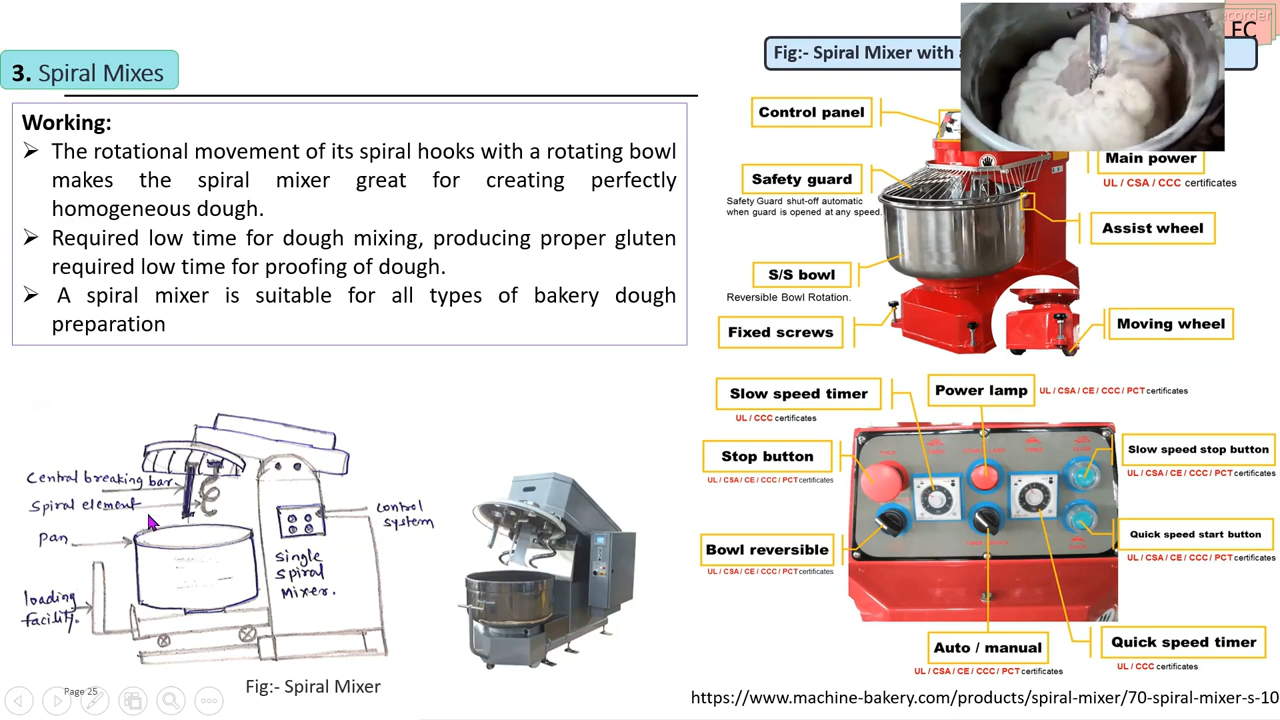 3. Spiral Mixes
Working:
➢ The rotational movement of its spiral hooks with a rotating bowl
makes the spiral mixer great for creating perfectly
homogeneous dough.
➢ Required low time for dough mixing, producing proper gluten
required low time for proofing of dough.
➢ A spiral mixer is suitable for all types of bakery dough
preparation
Central breaking bar
Spiral element
Pan
loading
facility.
control
system
Single
Spiral
Mixer.
Fig:- Spiral Mixer
Page 25
Fig:- Spiral Mixer with
ecorder
EC
Control panel
Safety guard
Safety Guard shut-off automatic
when guard is opened at any speed.
S/S bowl
Reversible Bowl Rotation.
Fixed screws
Main power
UL / CSA / CCC certificates
Assist wheel
Moving wheel
Slow speed timer
UL / CCC certificates
Power lamp
UL / CSA / CE / CCC / PCT certificates
Stop button
UL / CSA / CE / CCC / PCT certificates
Slow speed stop button
UL / CSA / CE / CCC / PCT certificates
Bowl reversible
UL / CSA / CE / CCC / PCT certificates
Quick speed start button
UL / CSA / CE / CCC / PCT certificates
Auto / manual
UL / CSA / CE / CCC / PCT certificates
Quick speed timer
UL / CCC certificates
https://www.machine-bakery.com/products/spiral-mixer/70-spiral-mixer-s-10